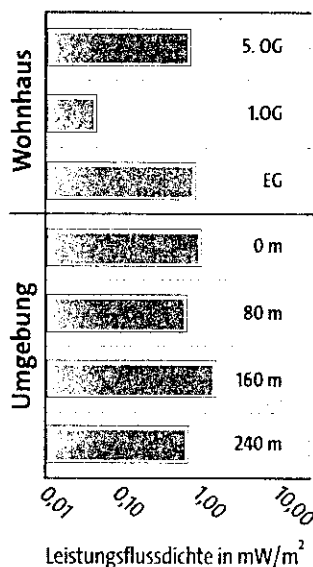 Wohnhaus
5. OG
1.OG
EG
Umgebung
0 m
80 m
160 m
240 m
0,01 0,10 1,00 10,00
Leistungsflussdichte in mW/m²